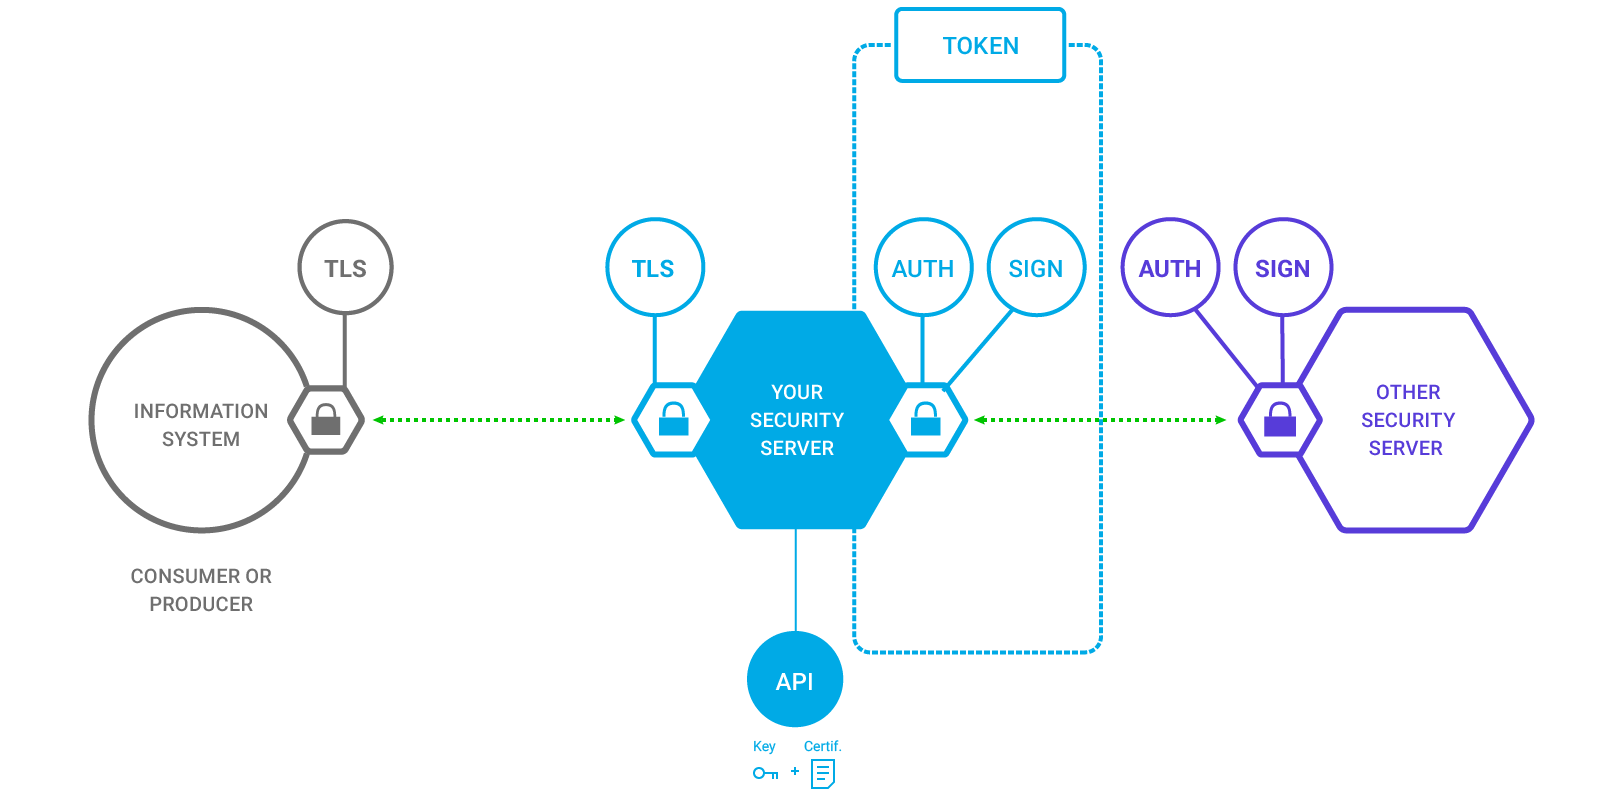 TOKEN
TLS
TLS
AUTH
SIGN
AUTH
SIGN
INFORMATION
SYSTEM
YOUR
SECURITY
SERVER
OTHER
SECURITY
SERVER
CONSUMER OR
PRODUCER
API
Key
Certif.
+